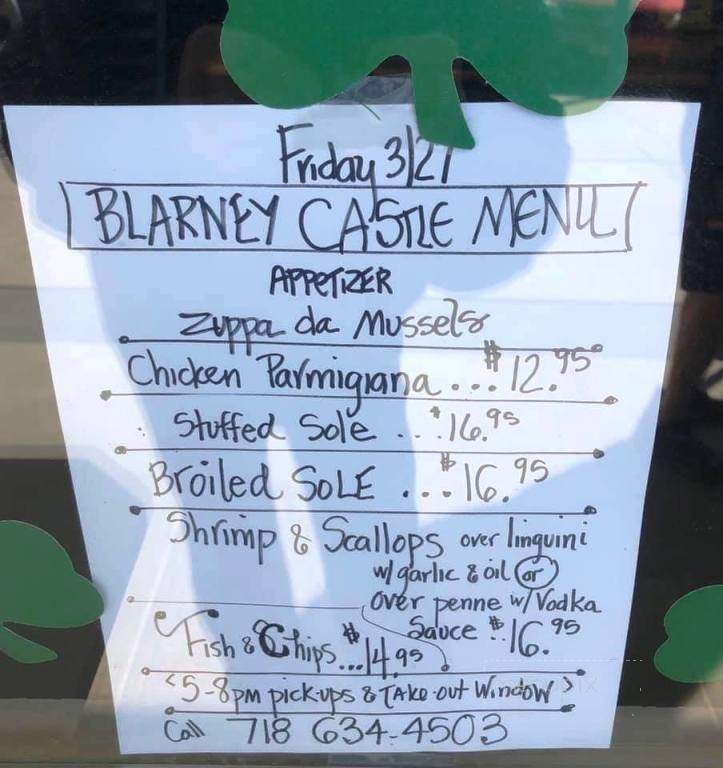 Friday 3/27
BLARNEY CASTLE MENU
APPETIZER
Zuppa da Mussels
Chicken Parmigiana...$12.95
Stuffed Sole ...$16.95
Broiled SOLE ...$16.95
Shrimp & Scallops over linguini
w/garlic & oil or
over penne w/Vodka
Sauce $16.95
Fish & Chips...$14.95
<5-8pm pick-ups & TAke-out Window>
Call 718 634-4503